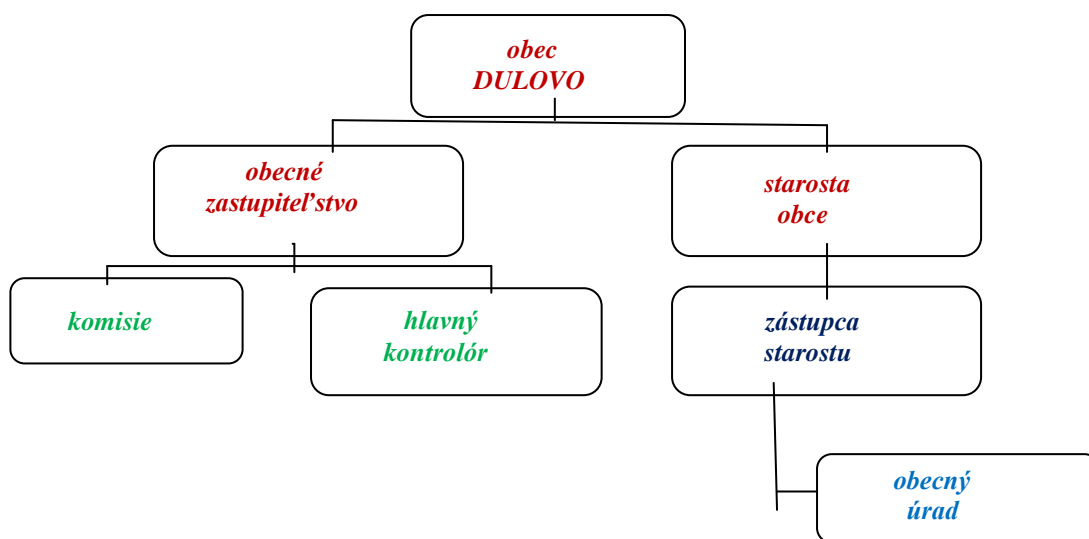 obec
DULOVO
obecné
zastupiteľstvo
starosta
obce
komisie
hlavný
kontrolór
zástupca
starostu
obecný
úrad